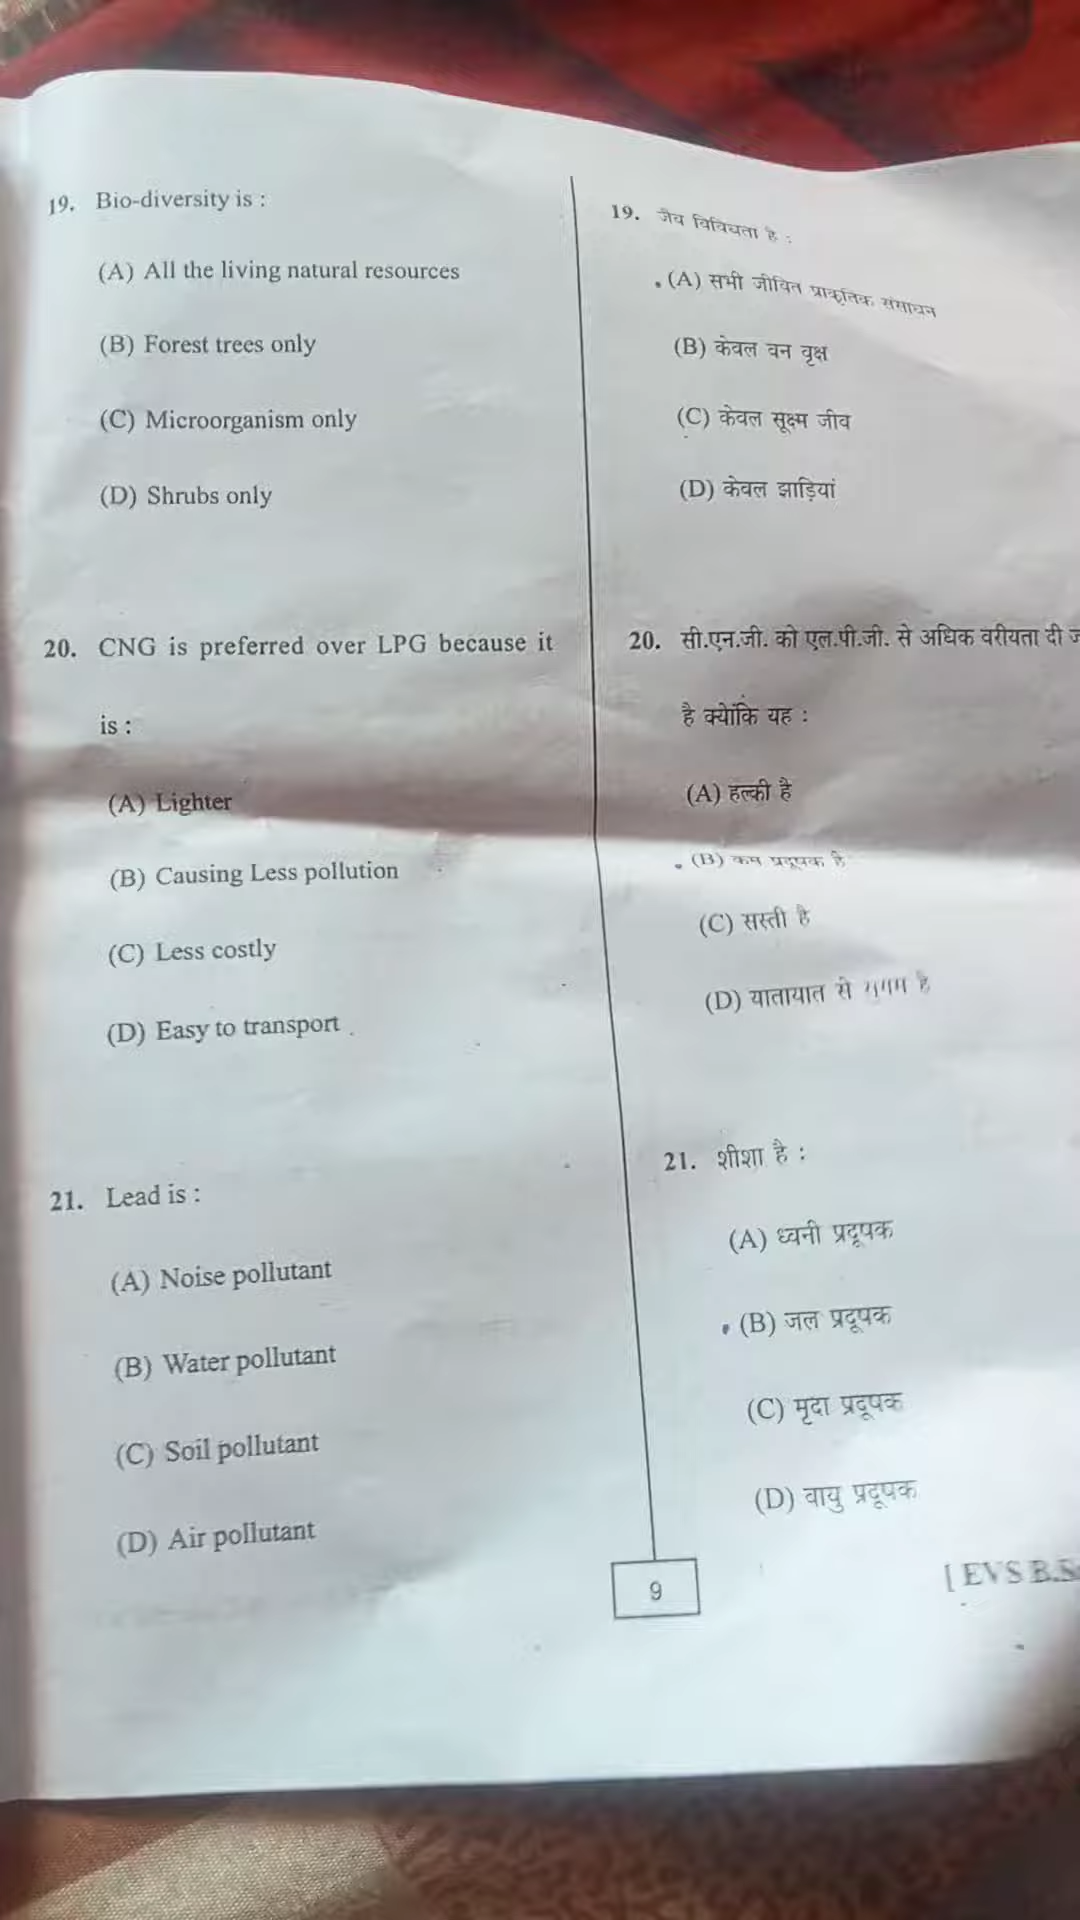 19. Bio-diversity is :
(A) All the living natural resources
(B) Forest trees only
(C) Microorganism only
(D) Shrubs only
20. CNG is preferred over LPG because it
is :
(A) Lighter
(B) Causing Less pollution
(C) Less costly
(D) Easy to transport
21. Lead is :
(A) Noise pollutant
(B) Water pollutant
(C) Soil pollutant
(D) Air pollutant
19. जैव विविधता है :
(A) सभी जीवित प्राकृतिक संसाधन
(B) केवल वन वृक्ष
(C) केवल सूक्ष्म जीव
(D) केवल झाड़ियां
20. सी.एन.जी. को एल.पी.जी. से अधिक वरीयता दी
है क्योंकि यह :
(A) हल्की है
(B) कम प्रदूषक है
(C) सस्ती है
(D) यातायात से है
21. शीशा है :
(A) ध्वनी प्रदूषक
(B) जल प्रदूषक
(C) मृदा प्रदूषक
(D) वायु प्रदूषक
9
[ EVS B.S